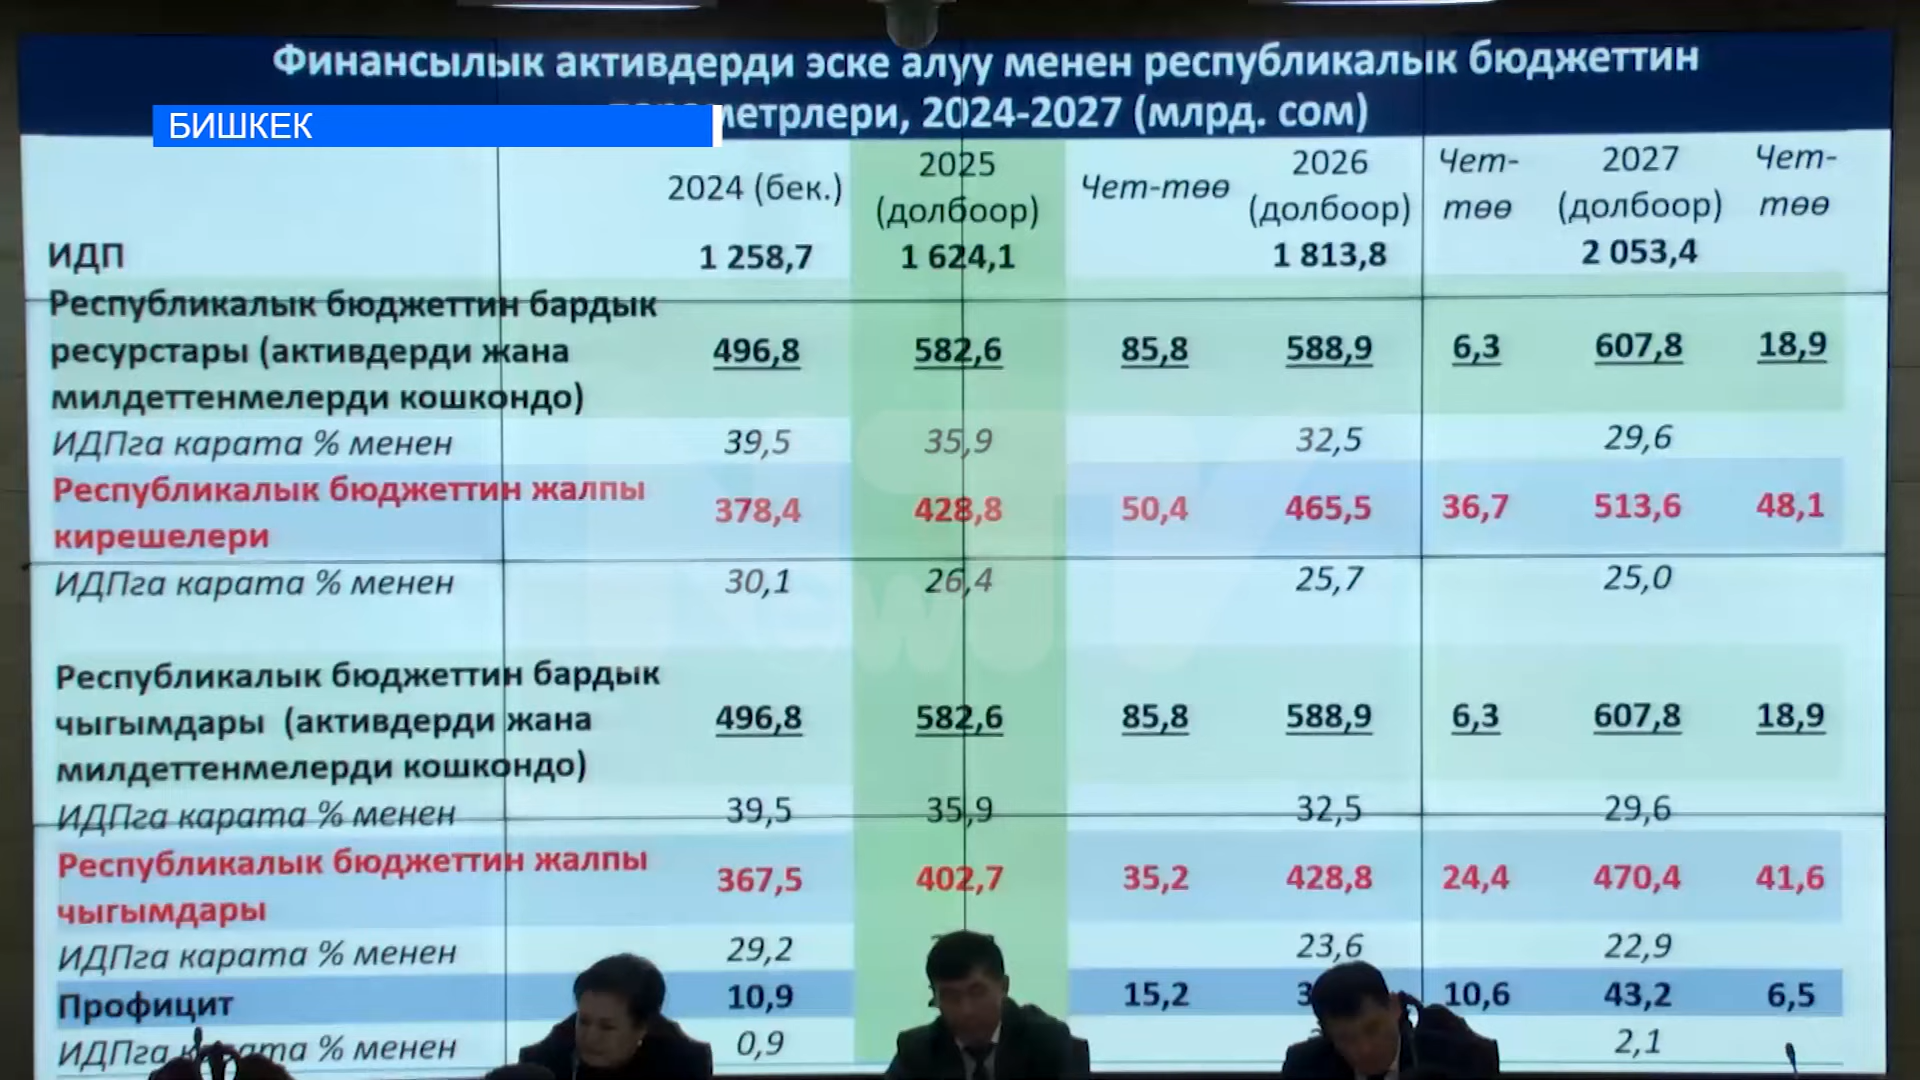 Финансылык активдерди эске алуу менен республикалык бюджеттин
2024-2027 (млрд. сом)
БИШКЕК
2024 (бек.) 2025 (долбоор) Чет-төө 2026 (долбоор) Чет-төө 2027 (долбоор) Чет-төө
ИДП 1 258,7 1 624,1 1 813,8 2 053,4
Республикалык бюджеттин бардык
ресурстары (активдерди жана 496,8 582,6 85,8 588,9 6,3 607,8 18,9
милдеттенмелерди кошкондо)
ИДПга карата % менен 39,5 35,9 32,5 29,6
Республикалык бюджеттин жалпы
кирешелери 378,4 428,8 50,4 465,5 36,7 513,6 48,1
ИДПга карата % менен 30,1 26,4 25,7 25,0
Республикалык бюджеттин бардык
чыгымдары (активдерди жана 496,8 582,6 85,8 588,9 6,3 607,8 18,9
милдеттенмелерди кошкондо)
ИДПга карата % менен 39,5 35,9 32,5 29,6
Республикалык бюджеттин жалпы
чыгымдары 367,5 402,7 35,2 428,8 24,4 470,4 41,6
ИДПга карата % менен 29,2 23,6 22,9
Профицит 10,9 15,2 10,6 43,2 6,5
ИДПга карата % менен 0,9 2,1